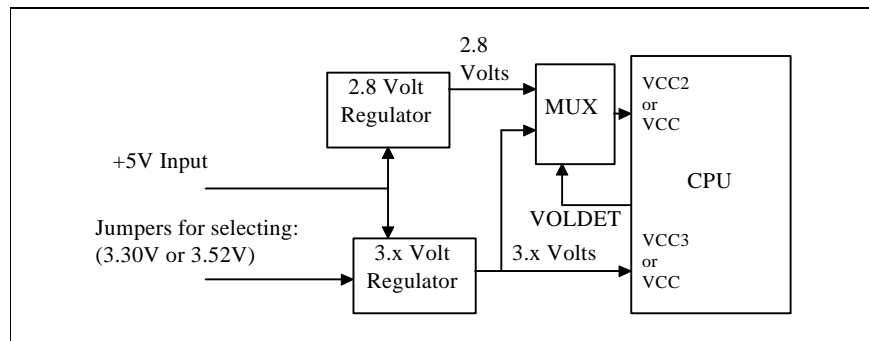 2.8
Volts
2.8 Volt
Regulator
MUX
VCC2
or
VCC
+5V Input
CPU
Jumpers for selecting:
(3.30V or 3.52V)
VOLDET
3.x Volt
Regulator
3.x Volts
VCC3
or
VCC